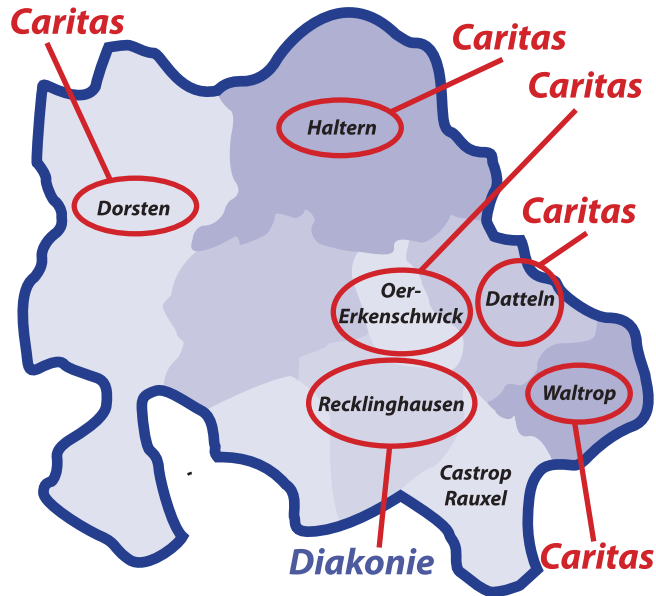 Caritas
Caritas
Caritas
Haltern
Dorsten
Caritas
Oer-
Erkenschwick
Datteln
Recklinghausen
Waltrop
Castrop
Rauxel
Diakonie
Caritas